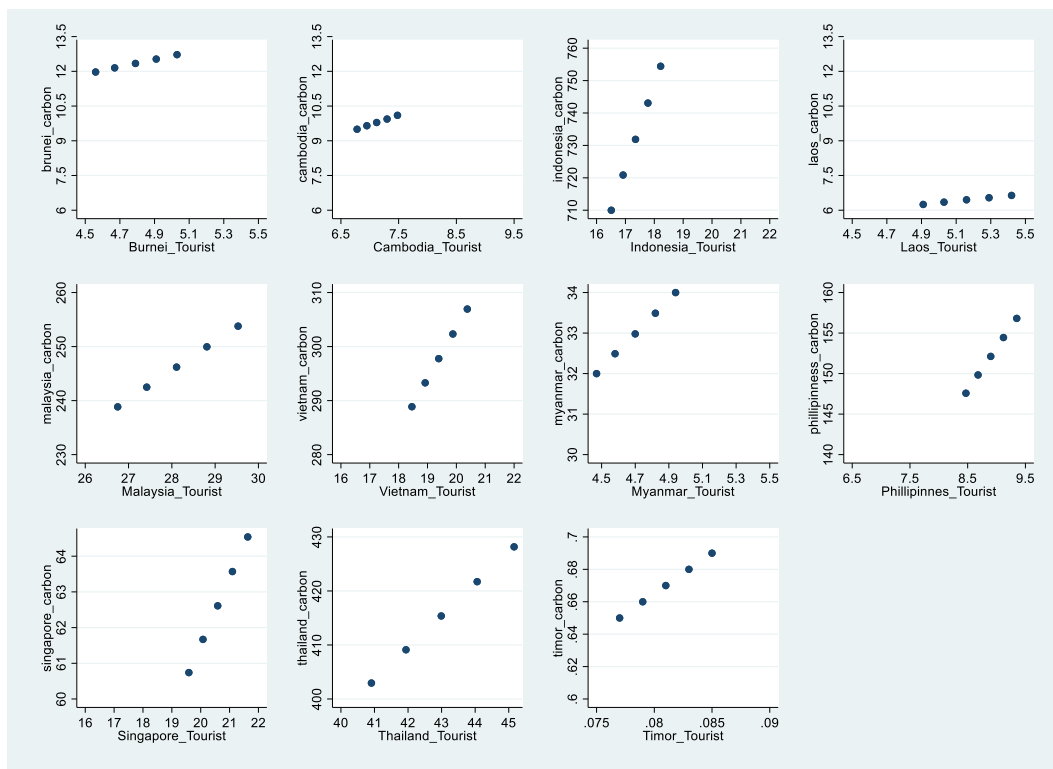 brunei_carbon
13.5
12
10.5
9
7.5
6
4.5 4.7 4.9 5.1 5.3 5.5
Burnei_Tourist
cambodia_carbon
13.5
12
10.5
9
7.5
6
6.5 7.5 8.5 9.5
Cambodia_Tourist
indonesia_carbon
760
750
740
730
720
710
16 17 18 19 20 21 22
Indonesia_Tourist
laos_carbon
13.5
12
10.5
9
7.5
6
4.5 4.7 4.9 5.1 5.3 5.5
Laos_Tourist
malaysia_carbon
260
250
240
230
26 27 28 29 30
Malaysia_Tourist
vietnam_carbon
310
300
290
280
16 17 18 19 20 21 22
Vietnam_Tourist
myanmar_carbon
34
33
32
31
30
4.5 4.7 4.9 5.1 5.3 5.5
Myanmar_Tourist
phillipinness_carbon
160
155
150
145
140
6.5 7.5 8.5 9.5
Phillipinnes_Tourist
singapore_carbon
64
63
62
61
60
16 17 18 19 20 21 22
Singapore_Tourist
thailand_carbon
430
420
410
400
40 41 42 43 44 45
Thailand_Tourist
timor_carbon
.7
.68
.66
.64
.62
.6
.075 .08 .085 .09
Timor_Tourist